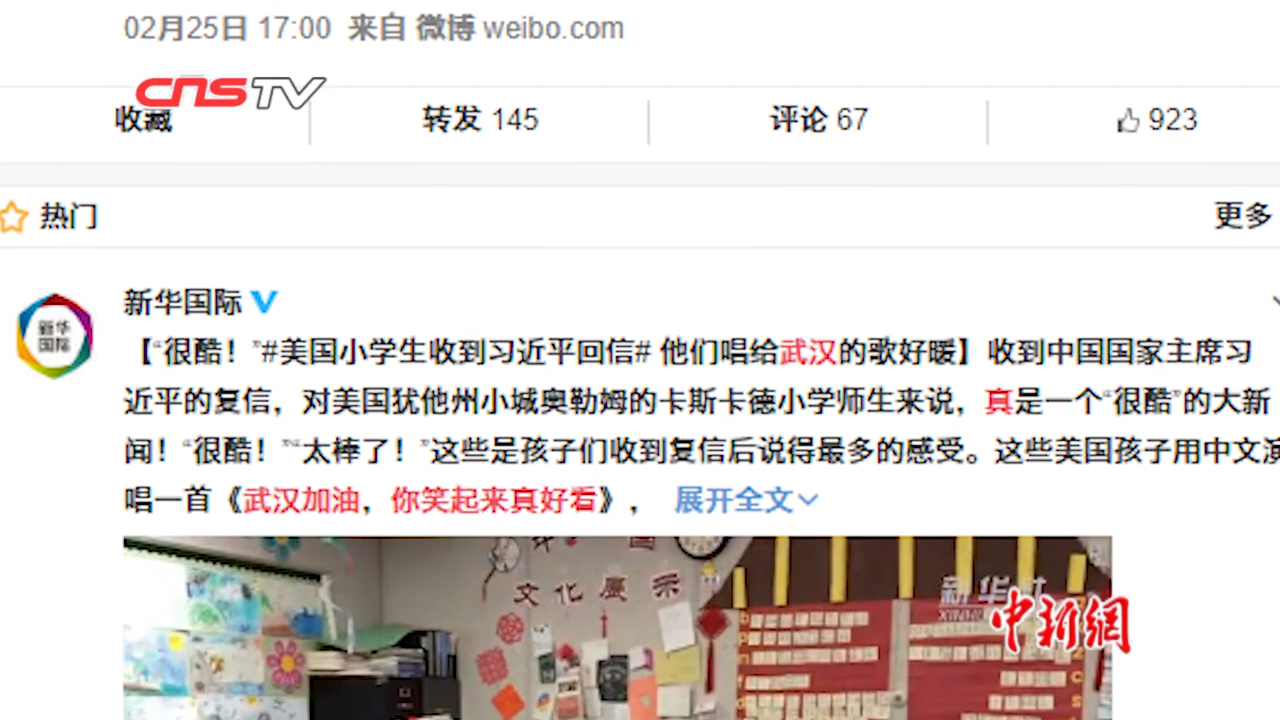 02月25日 17:00 来自 微博 weibo.com
CNSTV
收藏 转发 145 评论 67 923
热门 更多
新华国际
新华国际
【“很酷！”#美国小学生收到习近平回信# 他们唱给武汉的歌好暖】收到中国国家主席习
近平的复信，对美国犹他州小城奥勒姆的卡斯卡德小学师生来说，真是一个“很酷”的大新
闻！“很酷！”“太棒了！”这些是孩子们收到复信后说得最多的感受。这些美国孩子用中文演
唱一首《武汉加油，你笑起来真好看》， 展开全文
文化展示
新华社
中新網